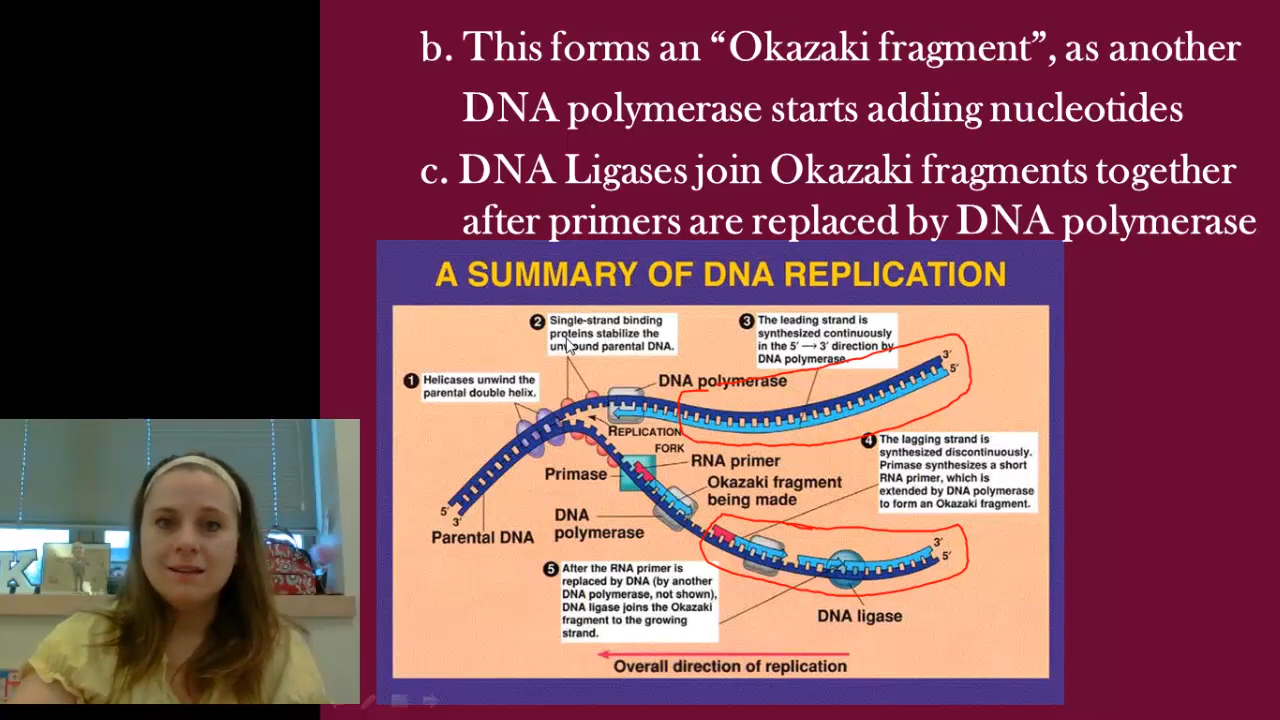 b. This forms an “Okazaki fragment”, as another
DNA polymerase starts adding nucleotides
c. DNA Ligases join Okazaki fragments together
after primers are replaced by DNA polymerase
A SUMMARY OF DNA REPLICATION
2 Single-strand binding
proteins stabilize the
unwound parental DNA.
3 The leading strand is
synthesized continuously
in the 5′ → 3′ direction by
DNA polymerase.
1 Helicases unwind the
parental double helix.
DNA polymerase
3′
5′
REPLICATION
FORK
4 The lagging strand is
synthesized discontinuously.
Primase synthesizes a short
RNA primer, which is
extended by DNA polymerase
to form an Okazaki fragment.
RNA primer
Primase
Okazaki fragment
being made
DNA
polymerase
5′
3′
Parental DNA
3′
5′
5 After the RNA primer is
replaced by DNA (by another
DNA polymerase, not shown),
DNA ligase joins the Okazaki
fragment to the growing
strand.
DNA ligase
Overall direction of replication
K